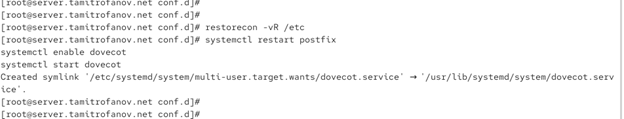 [root@server.tamitrofanov.net conf.d]#
[root@server.tamitrofanov.net conf.d]#
[root@server.tamitrofanov.net conf.d]# restorecon -vR /etc
[root@server.tamitrofanov.net conf.d]# systemctl restart postfix
systemctl enable dovecot
systemctl start dovecot
Created symlink '/etc/systemd/system/multi-user.target.wants/dovecot.service' → '/usr/lib/systemd/system/dovecot.serv
ice'.
[root@server.tamitrofanov.net conf.d]#
[root@server.tamitrofanov.net conf.d]#